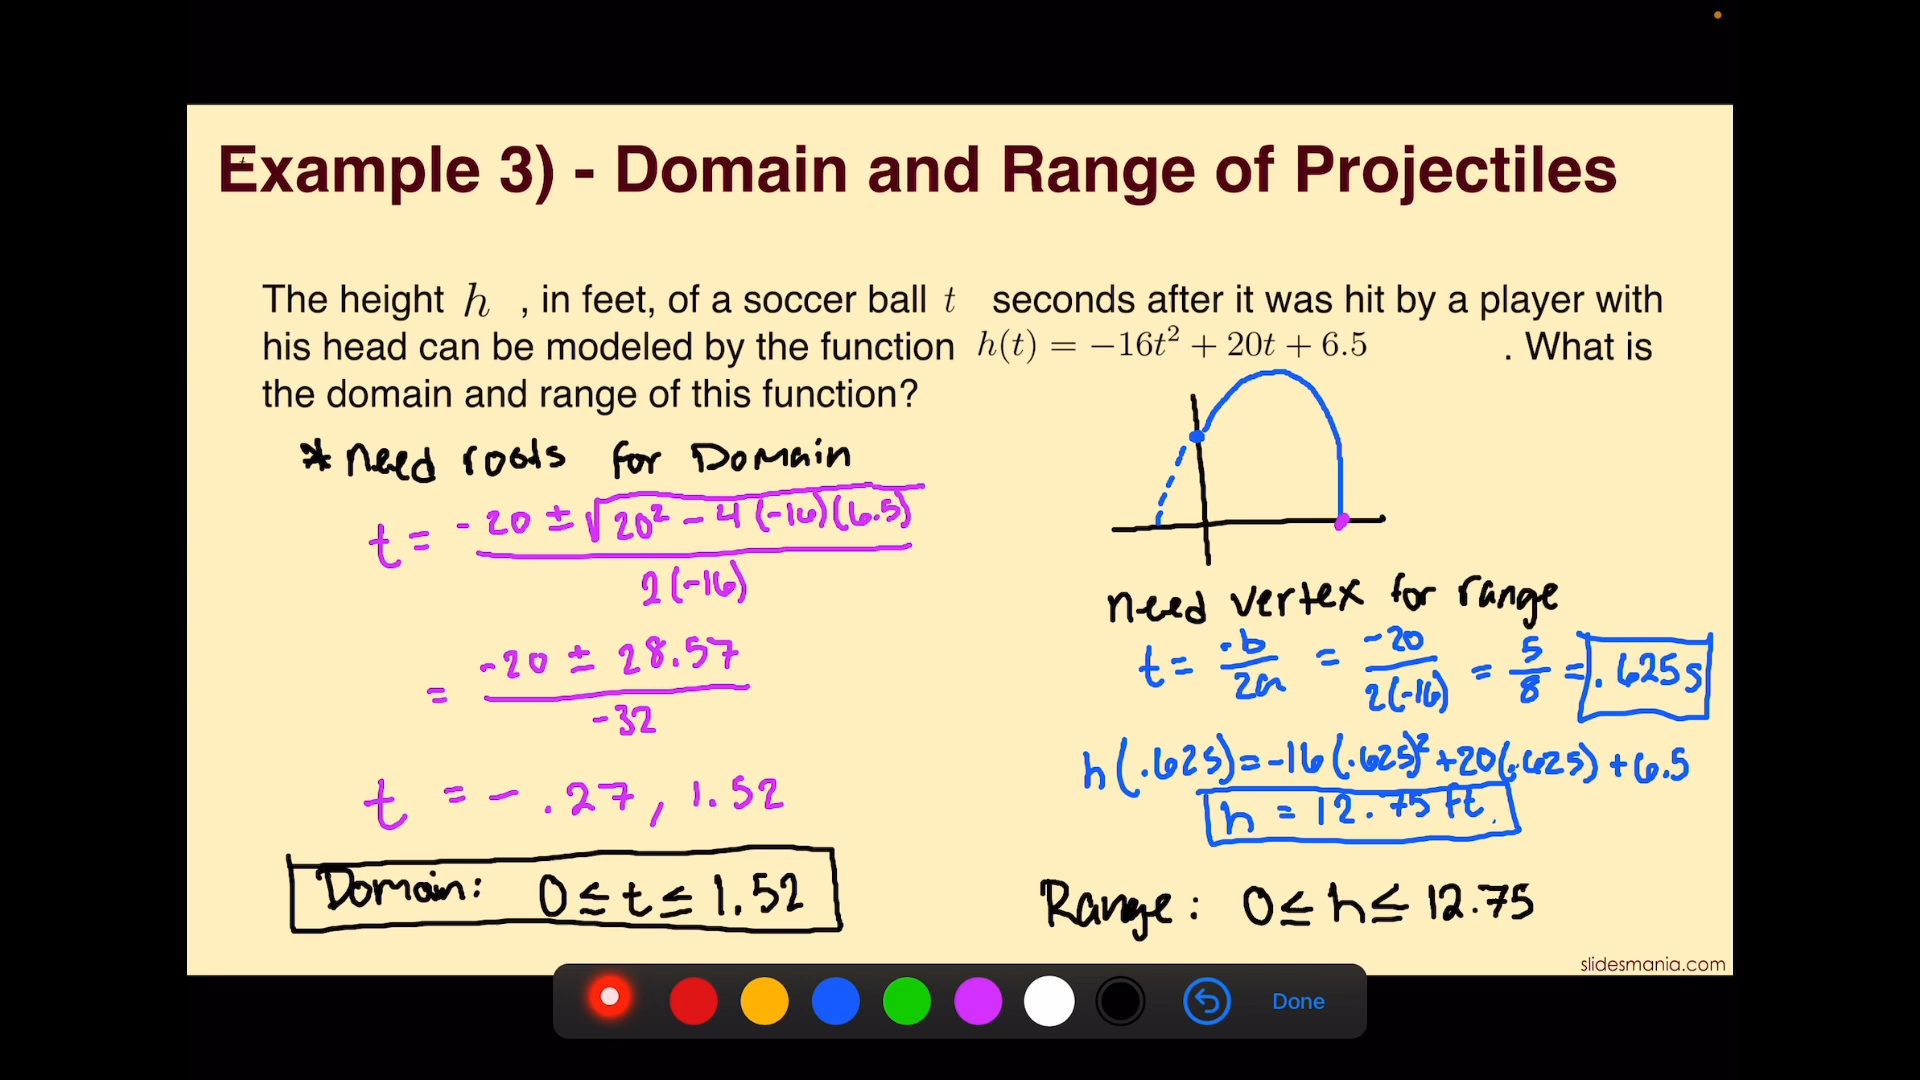 Example 3) - Domain and Range of Projectiles
The height h , in feet, of a soccer ball t seconds after it was hit by a player with
his head can be modeled by the function h(t) = −16t² + 20t + 6.5 . What is
the domain and range of this function?
* Need roots for Domain
t = -20 ± √20² - 4(-16)(6.5)
2(-16)
= -20 ± 28.57
-32
t = -.27, 1.52
Domain: 0 ≤ t ≤ 1.52
need vertex for range
t = -b/2a = -20/2(-16) = 5/8 = .625s
h(.625) = -16(.625)² + 20(.625) + 6.5
h = 12.75 ft.
Range: 0 ≤ h ≤ 12.75
slidesmania.com
Done